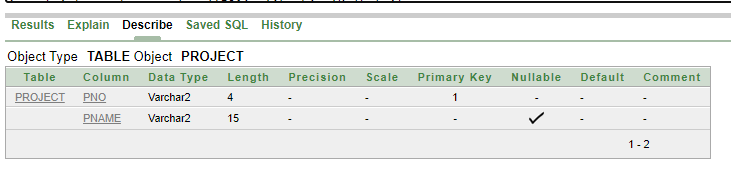 Results Explain Describe Saved SQL History
Object Type TABLE Object PROJECT
Table Column Data Type Length Precision Scale Primary Key Nullable Default Comment
PROJECT PNO Varchar2 4 - - 1 - - -
PNAME Varchar2 15 - - - ✓ - -
1 - 2